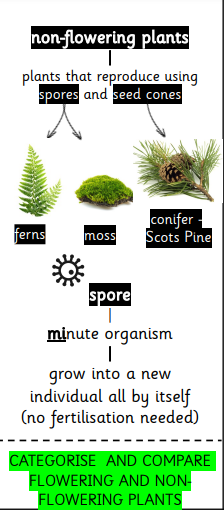 non-flowering plants
plants that reproduce using
spores and seed cones
ferns
moss
conifer -
Scots Pine
spore
minute organism
grow into a new
individual all by itself
(no fertilisation needed)
CATEGORISE AND COMPARE
FLOWERING AND NON-
FLOWERING PLANTS